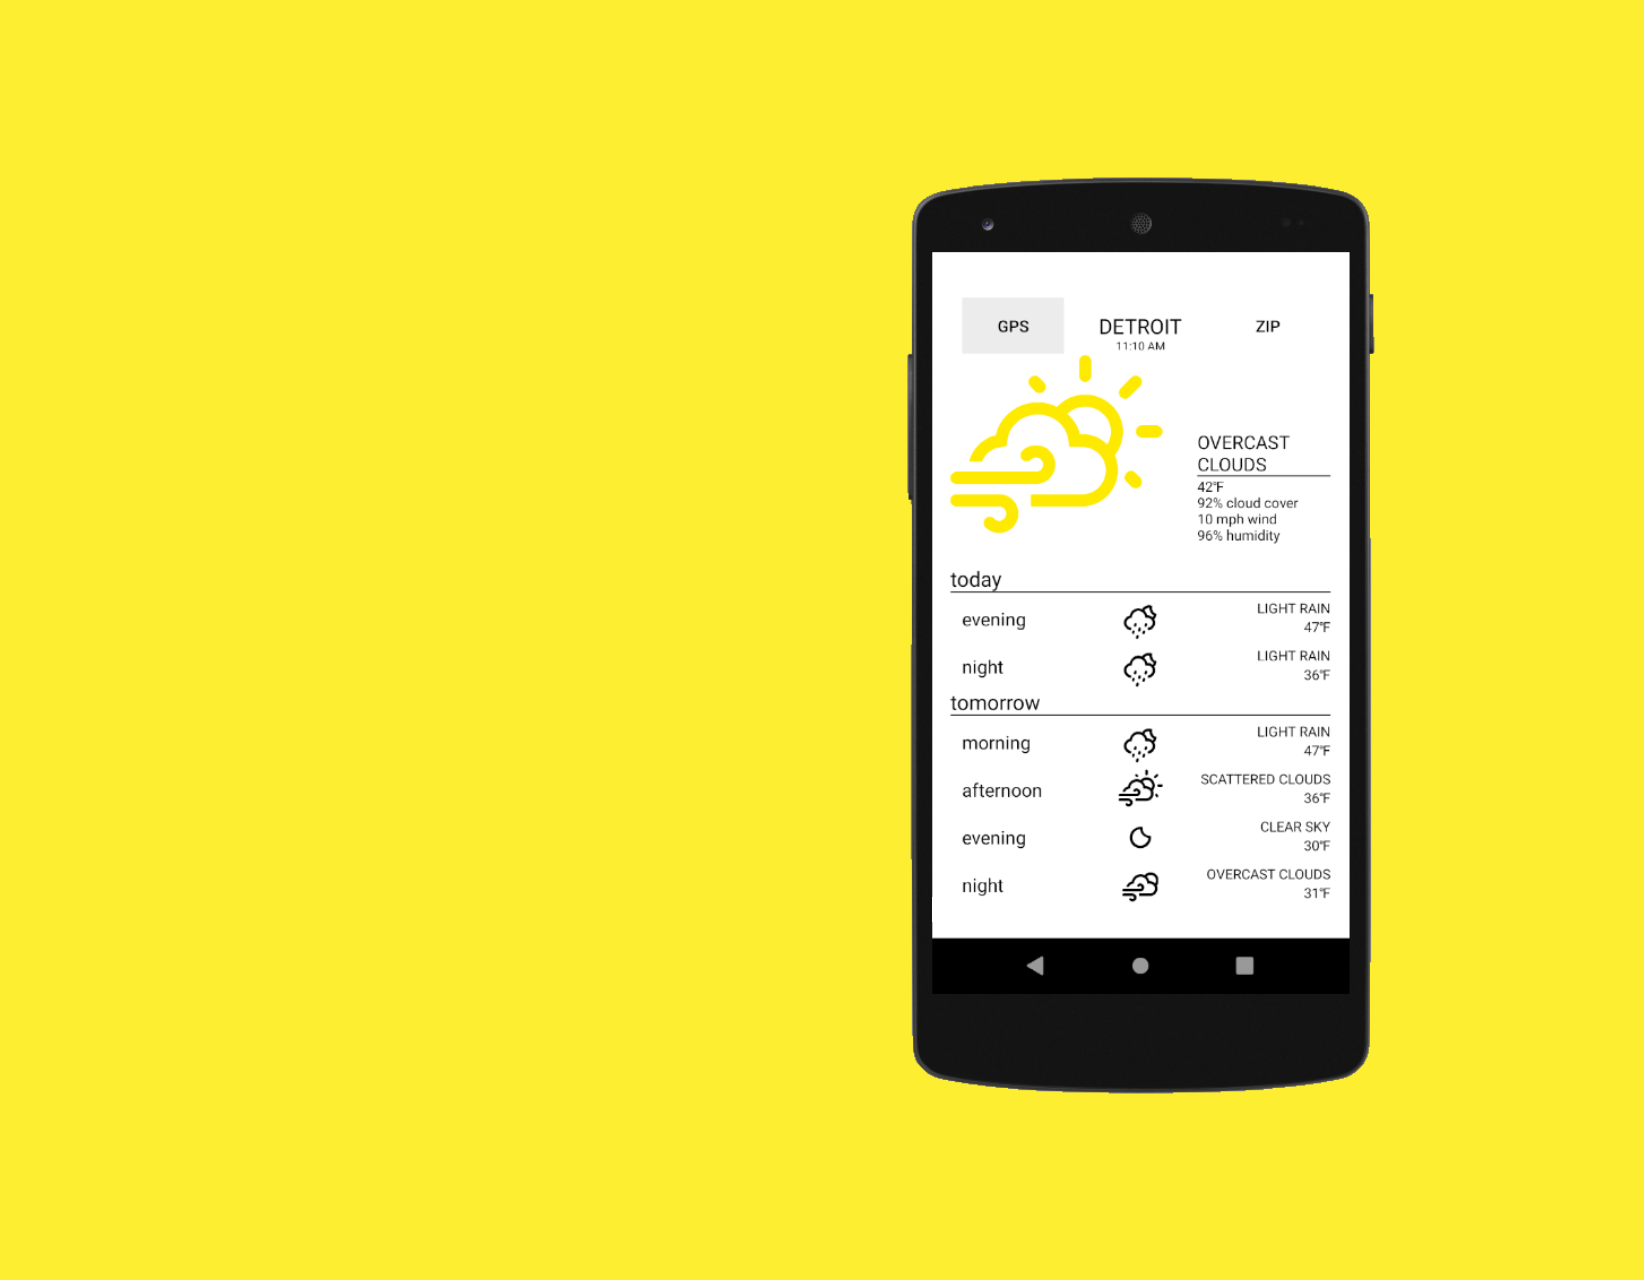 GPS
DETROIT
ZIP
11:10 AM
OVERCAST
CLOUDS
42°F
92% cloud cover
10 mph wind
96% humidity
today
evening
LIGHT RAIN
47°F
night
LIGHT RAIN
36°F
tomorrow
morning
LIGHT RAIN
47°F
afternoon
SCATTERED CLOUDS
36°F
evening
CLEAR SKY
30°F
night
OVERCAST CLOUDS
31°F